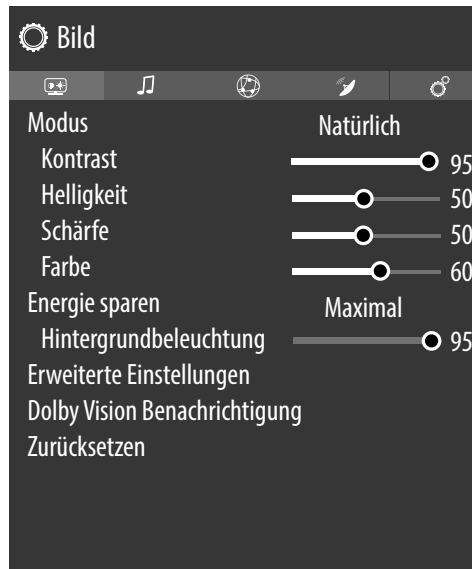 Bild
Modus Natürlich
Kontrast 95
Helligkeit 50
Schärfe 50
Farbe 60
Energie sparen Maximal
Hintergrundbeleuchtung 95
Erweiterte Einstellungen
Dolby Vision Benachrichtigung
Zurücksetzen